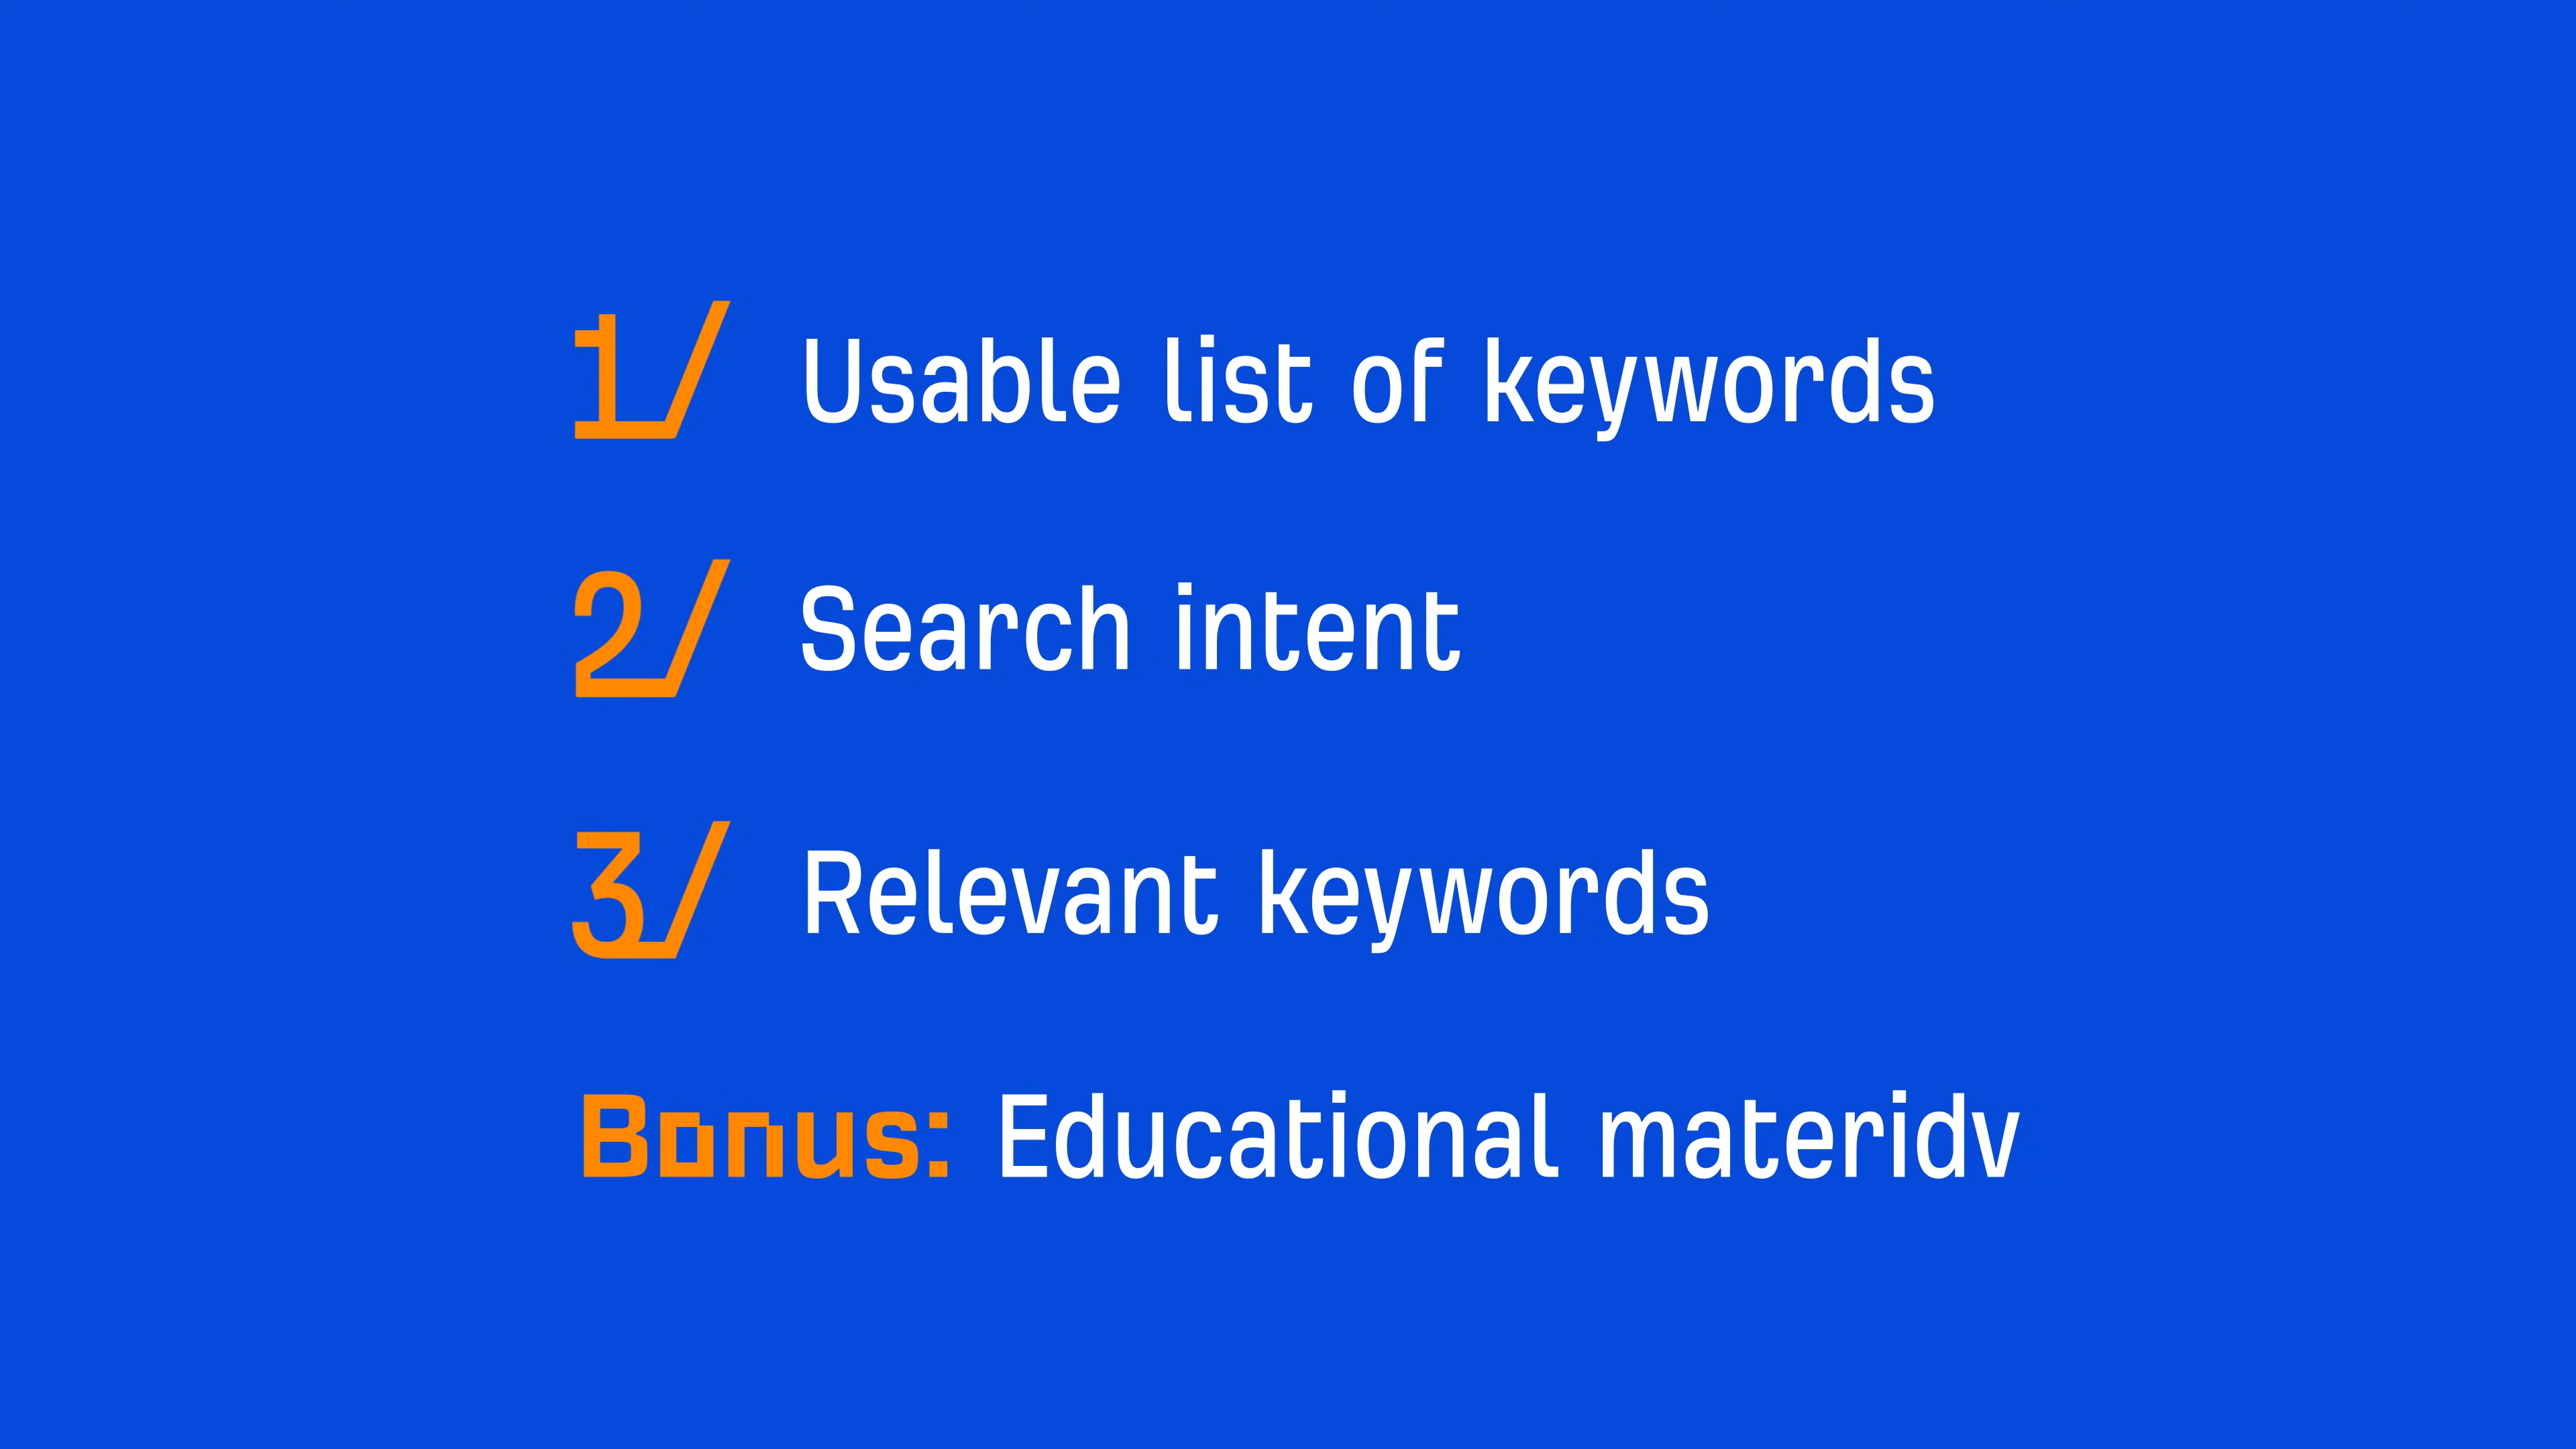 1/ Usable list of keywords
2/ Search intent
3/ Relevant keywords
Bonus: Educational materidv